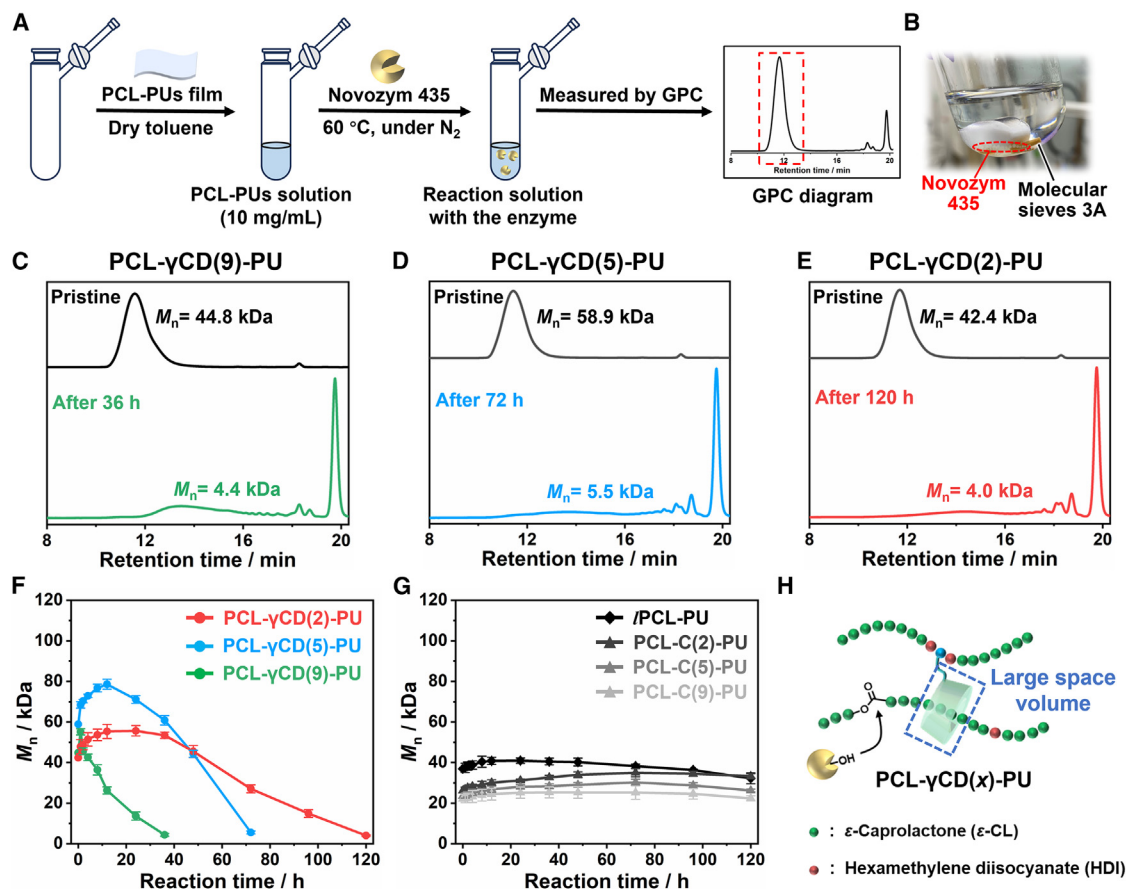 A
PCL-PUs film
Dry toluene
Novozym 435
60 °C, under N₂
Measured by GPC
PCL-PUs solution
(10 mg/mL)
Reaction solution
with the enzyme
8 12 16 20
Retention time / min
GPC diagram
B
Novozym
435
Molecular
sieves 3A
C
PCL-γCD(9)-PU
Pristine
Mn= 44.8 kDa
After 36 h
Mn= 4.4 kDa
8 12 16 20
Retention time / min
D
PCL-γCD(5)-PU
Pristine
Mn= 58.9 kDa
After 72 h
Mn= 5.5 kDa
8 12 16 20
Retention time / min
E
PCL-γCD(2)-PU
Pristine
Mn= 42.4 kDa
After 120 h
Mn= 4.0 kDa
8 12 16 20
Retention time / min
F
Mn / kDa
120
100
80
60
40
20
0
PCL-γCD(2)-PU
PCL-γCD(5)-PU
PCL-γCD(9)-PU
0 20 40 60 80 100 120
Reaction time / h
G
Mn / kDa
120
100
80
60
40
20
0
lPCL-PU
PCL-C(2)-PU
PCL-C(5)-PU
PCL-C(9)-PU
0 20 40 60 80 100 120
Reaction time / h
H
Large space
volume
O
O
-OH
PCL-γCD(x)-PU
: ε-Caprolactone (ε-CL)
: Hexamethylene diisocyanate (HDI)